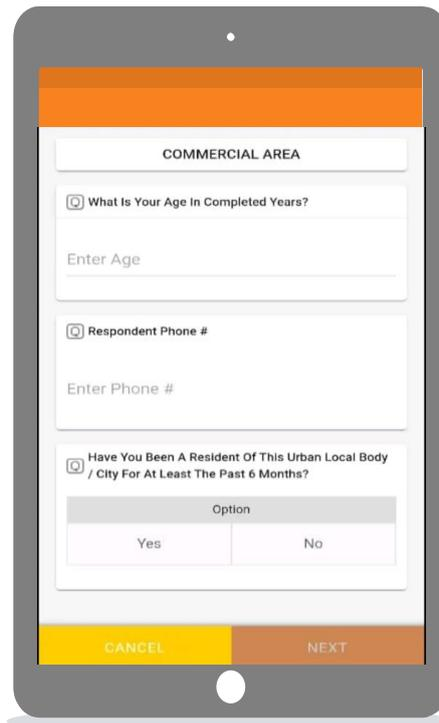 COMMERCIAL AREA
What Is Your Age In Completed Years?
Enter Age
Respondent Phone #
Enter Phone #
Have You Been A Resident Of This Urban Local Body
/ City For At Least The Past 6 Months?
Option
Yes No
CANCEL NEXT